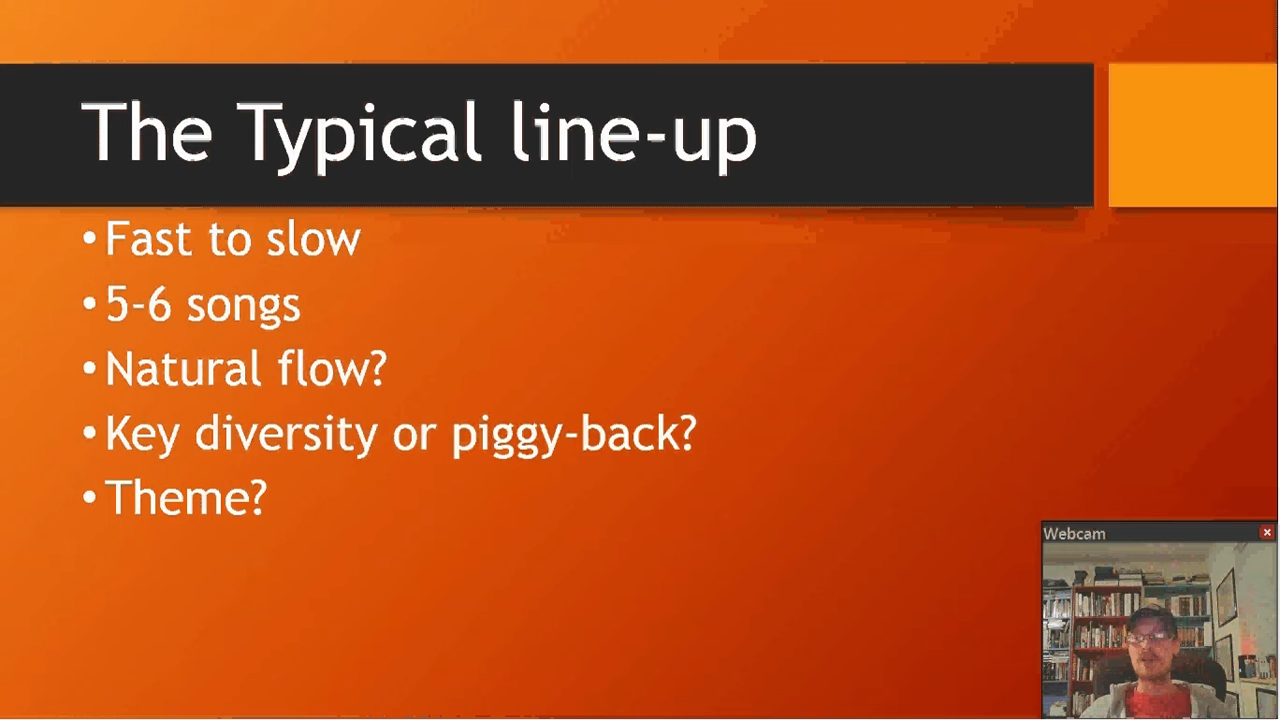 The Typical line-up
• Fast to slow
• 5-6 songs
• Natural flow?
• Key diversity or piggy-back?
• Theme?
Webcam